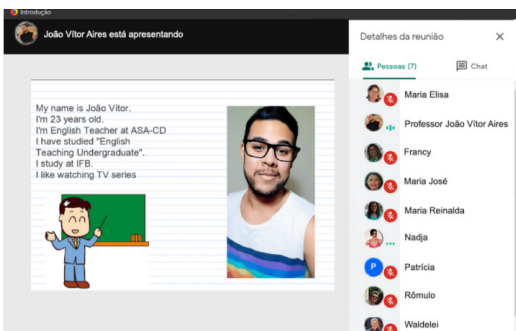 Introdução
João Vítor Aires está apresentando
My name is João Vítor.
I'm 23 years old.
I'm English Teacher at ASA-CD
I have studied "English
Teaching Undergraduate".
I study at IFB.
I like watching TV series
Detalhes da reunião
Pessoas (7)
Chat
Maria Elisa
Professor João Vítor Aires
Francy
Maria José
Maria Reinalda
Nadja
P
Patrícia
Rômulo
Waldelei